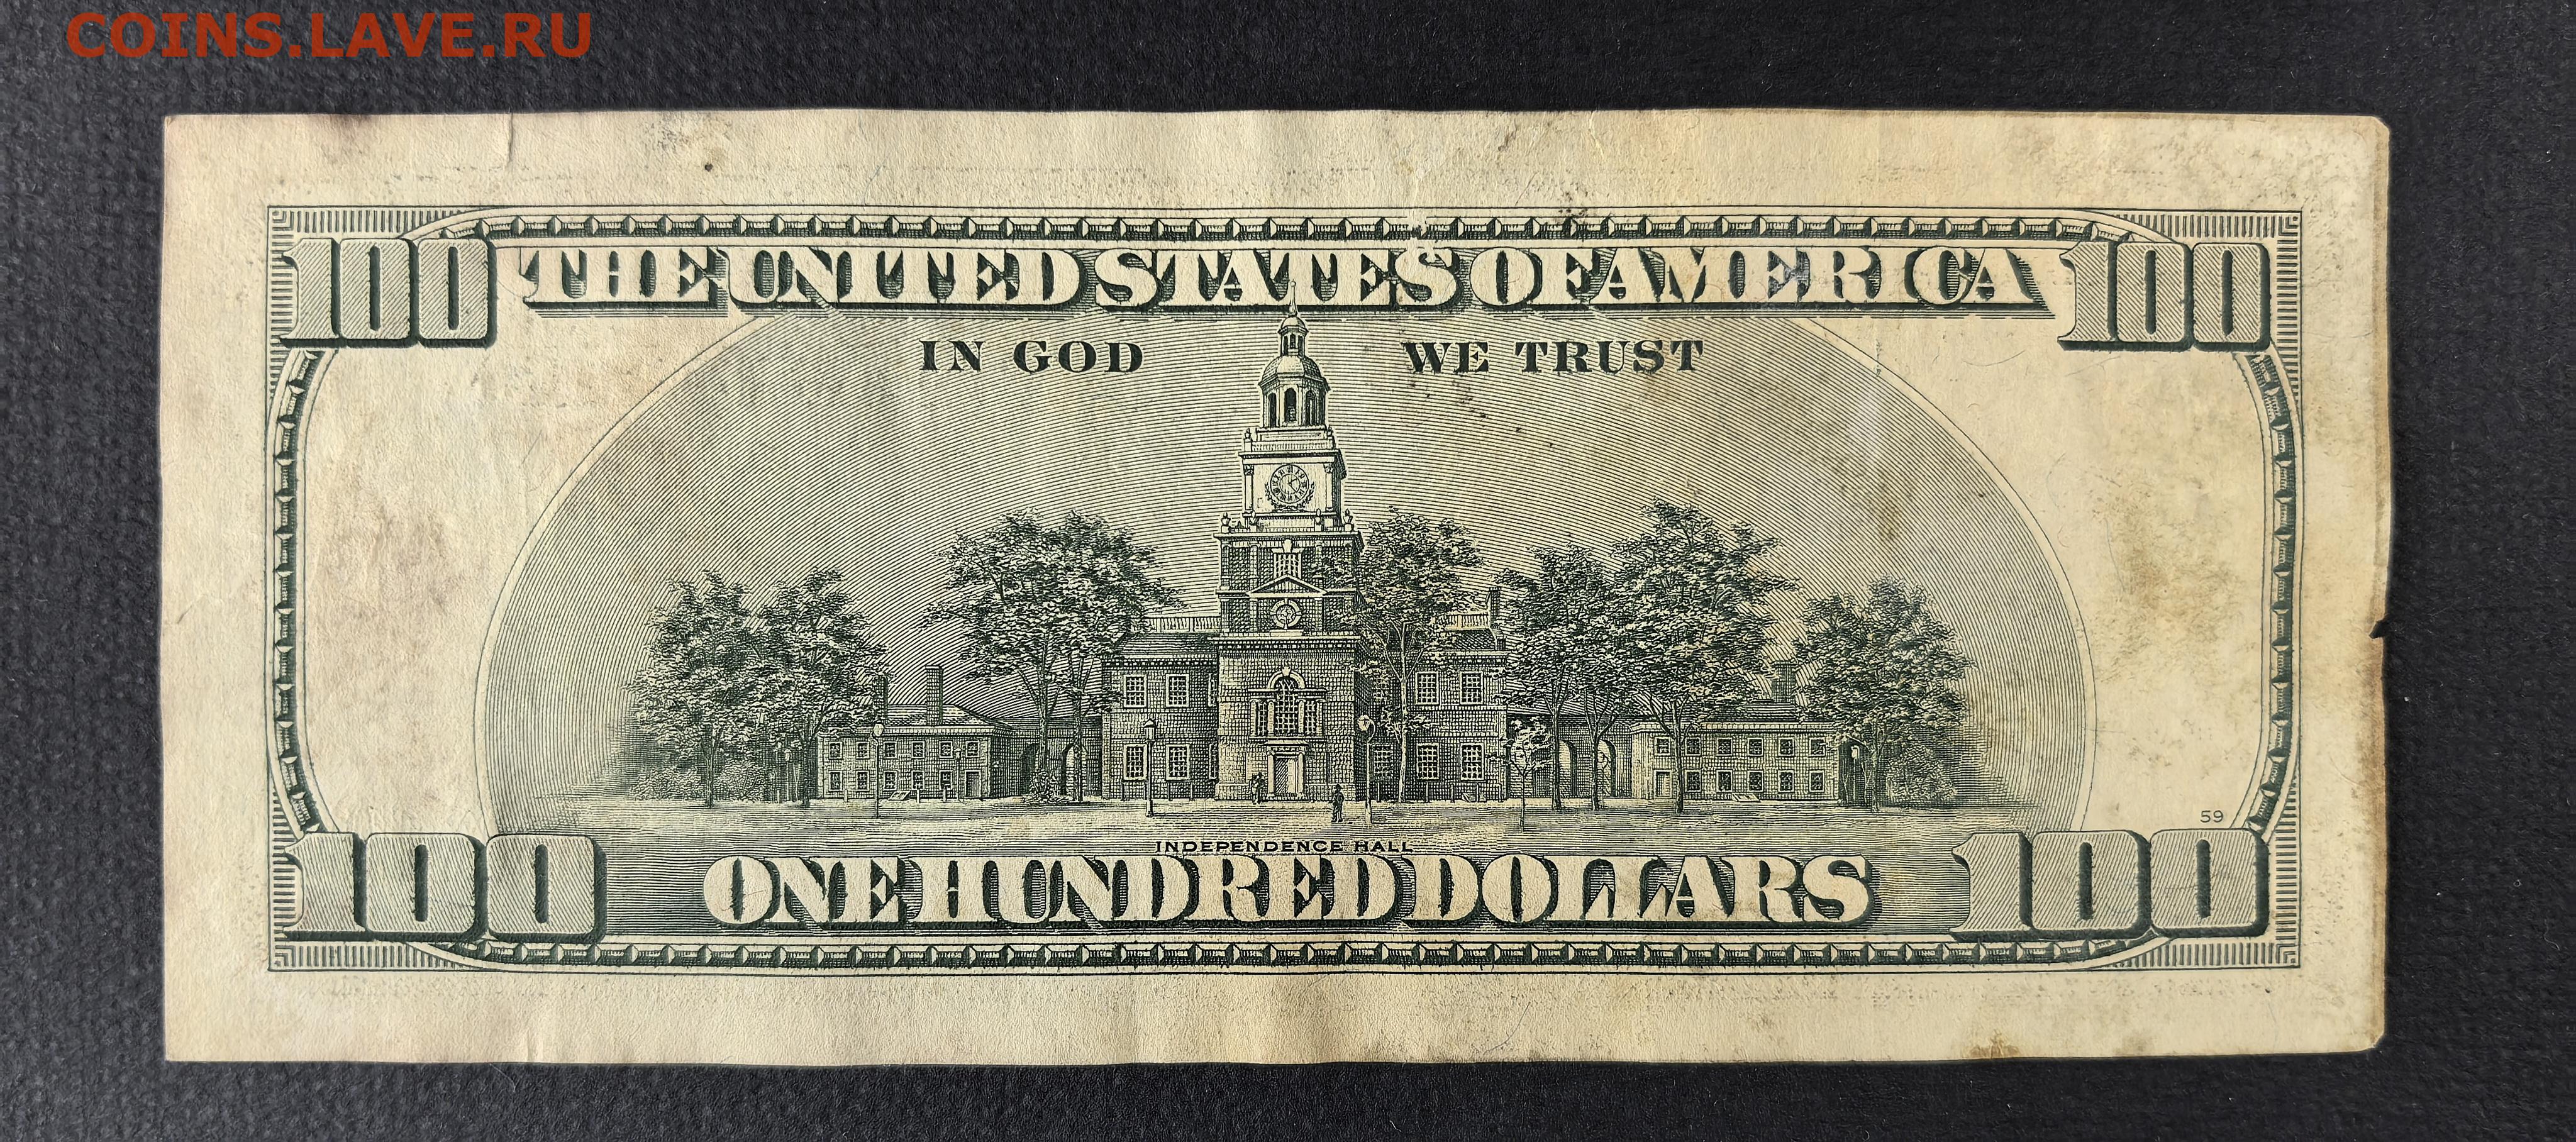 COINS.LAVE.RU
100 THE UNITED STATES OF AMERICA 100
IN GOD WE TRUST
59
INDEPENDENCE HALL
100 ONE HUNDRED DOLLARS 100